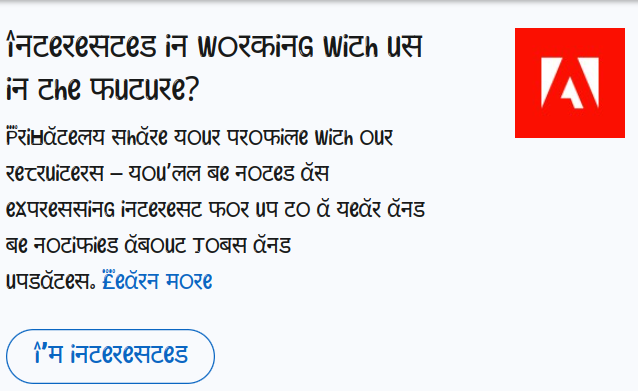 Interested in working with us
in the future?
Privately share your profile with our
recruiters – you'll be noted as
expressing interest for up to a year and
be notified about jobs and
updates. Learn more
I'm interested